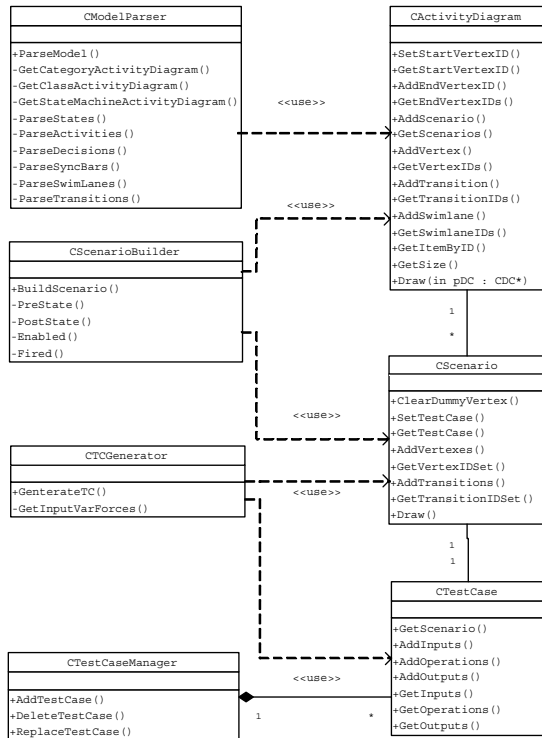 CModelParser
+ParseModel()
-GetCategoryActivityDiagram()
-GetClassActivityDiagram()
-GetStateMachineActivityDiagram()
-ParseStates()
-ParseActivities()
-ParseDecisions()
-ParseSyncBars()
-ParseSwimLanes()
-ParseTransitions()
<<use>>
CActivityDiagram
+SetStartVertexID()
+GetStartVertexID()
+AddEndVertexID()
+GetEndVertexIDs()
+AddScenario()
+GetScenarios()
+AddVertex()
+GetVertexIDs()
+AddTransition()
+GetTransitionIDs()
+AddSwimlane()
+GetSwimlaneIDs()
+GetItemByID()
+GetSize()
+Draw(in pDC : CDC*)
<<use>>
CScenarioBuilder
+BuildScenario()
-PreState()
-PostState()
-Enabled()
-Fired()
1
*
<<use>>
CScenario
+ClearDummyVertex()
+SetTestCase()
+GetTestCase()
+AddVertexes()
+GetVertexIDSet()
+AddTransitions()
+GetTransitionIDSet()
+Draw()
CTCGenerator
+GenterateTC()
-GetInputVarForces()
<<use>>
1
1
CTestCase
+GetScenario()
+AddInputs()
+AddOperations()
+AddOutputs()
+GetInputs()
+GetOperations()
+GetOutputs()
CTestCaseManager
+AddTestCase()
+DeleteTestCase()
+ReplaceTestCase()
<<use>>
1
*